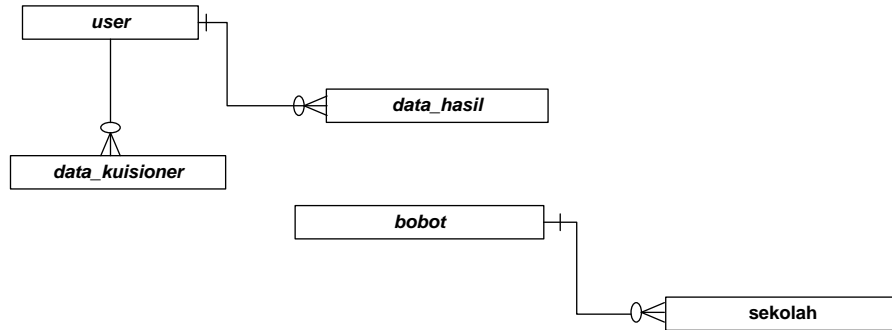 user
data_hasil
data_kuisioner
bobot
sekolah